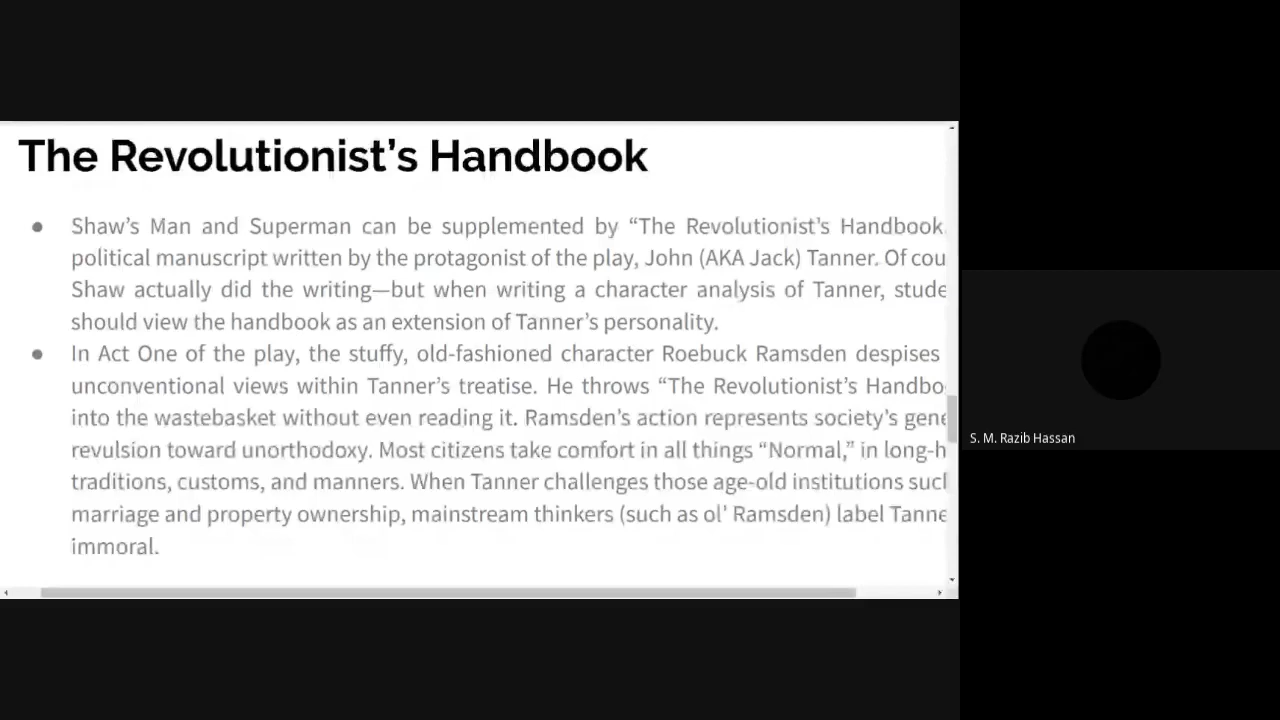 The Revolutionist’s Handbook
● Shaw’s Man and Superman can be supplemented by “The Revolutionist’s Handbook,
political manuscript written by the protagonist of the play, John (AKA Jack) Tanner. Of cou
Shaw actually did the writing—but when writing a character analysis of Tanner, stude
should view the handbook as an extension of Tanner’s personality.
● In Act One of the play, the stuffy, old-fashioned character Roebuck Ramsden despises
unconventional views within Tanner’s treatise. He throws “The Revolutionist’s Handbo
into the wastebasket without even reading it. Ramsden’s action represents society’s gene
revulsion toward unorthodoxy. Most citizens take comfort in all things “Normal,” in long-h
traditions, customs, and manners. When Tanner challenges those age-old institutions such
marriage and property ownership, mainstream thinkers (such as ol’ Ramsden) label Tanne
immoral.
S. M. Razib Hassan